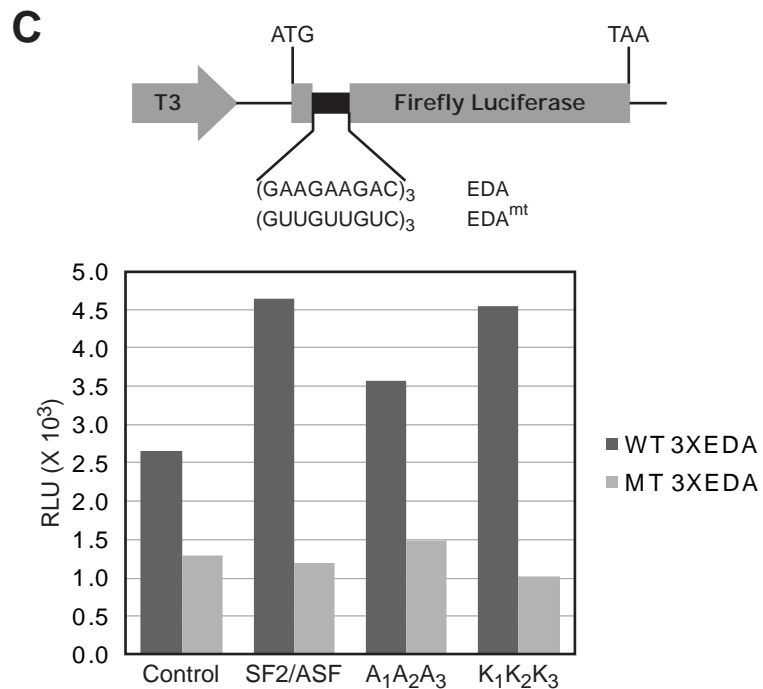 C
ATG TAA
T3 Firefly Luciferase
(GAAGAAGAC)3 EDA
(GUUGUUGUC)3 EDAmt
5.0
4.5
4.0
3.5
3.0
2.5
2.0
1.5
1.0
0.5
0.0
RLU (X 10³)
WT 3XEDA
MT 3XEDA
Control SF2/ASF A1A2A3 K1K2K3